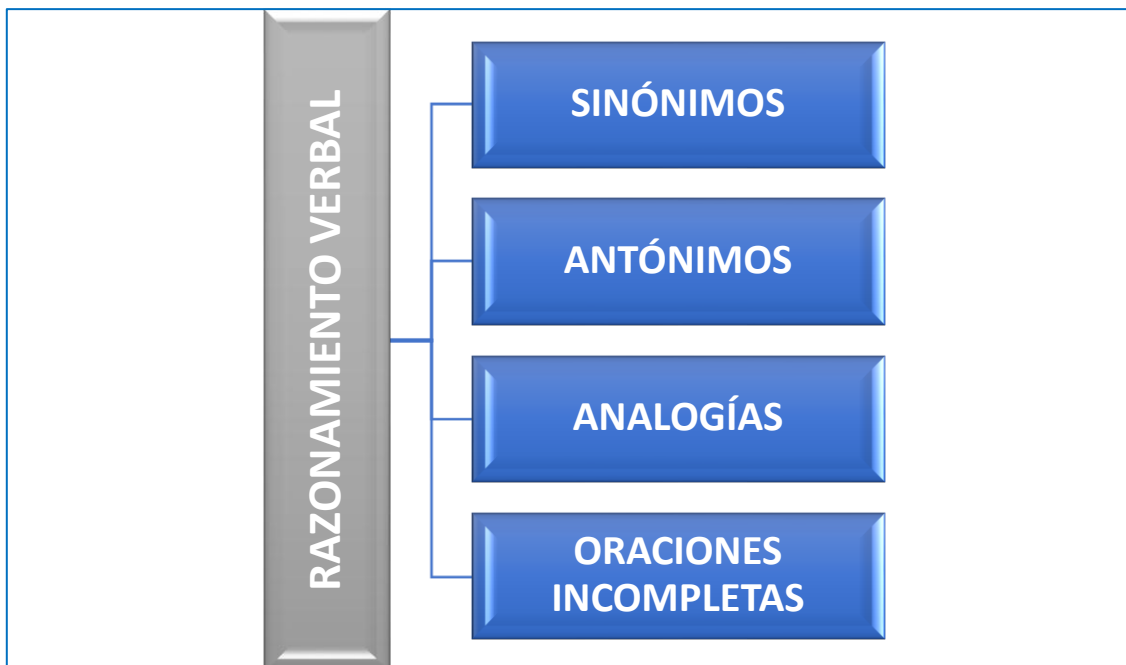 RAZONAMIENTO VERBAL
SINÓNIMOS
ANTÓNIMOS
ANALOGÍAS
ORACIONES
INCOMPLETAS